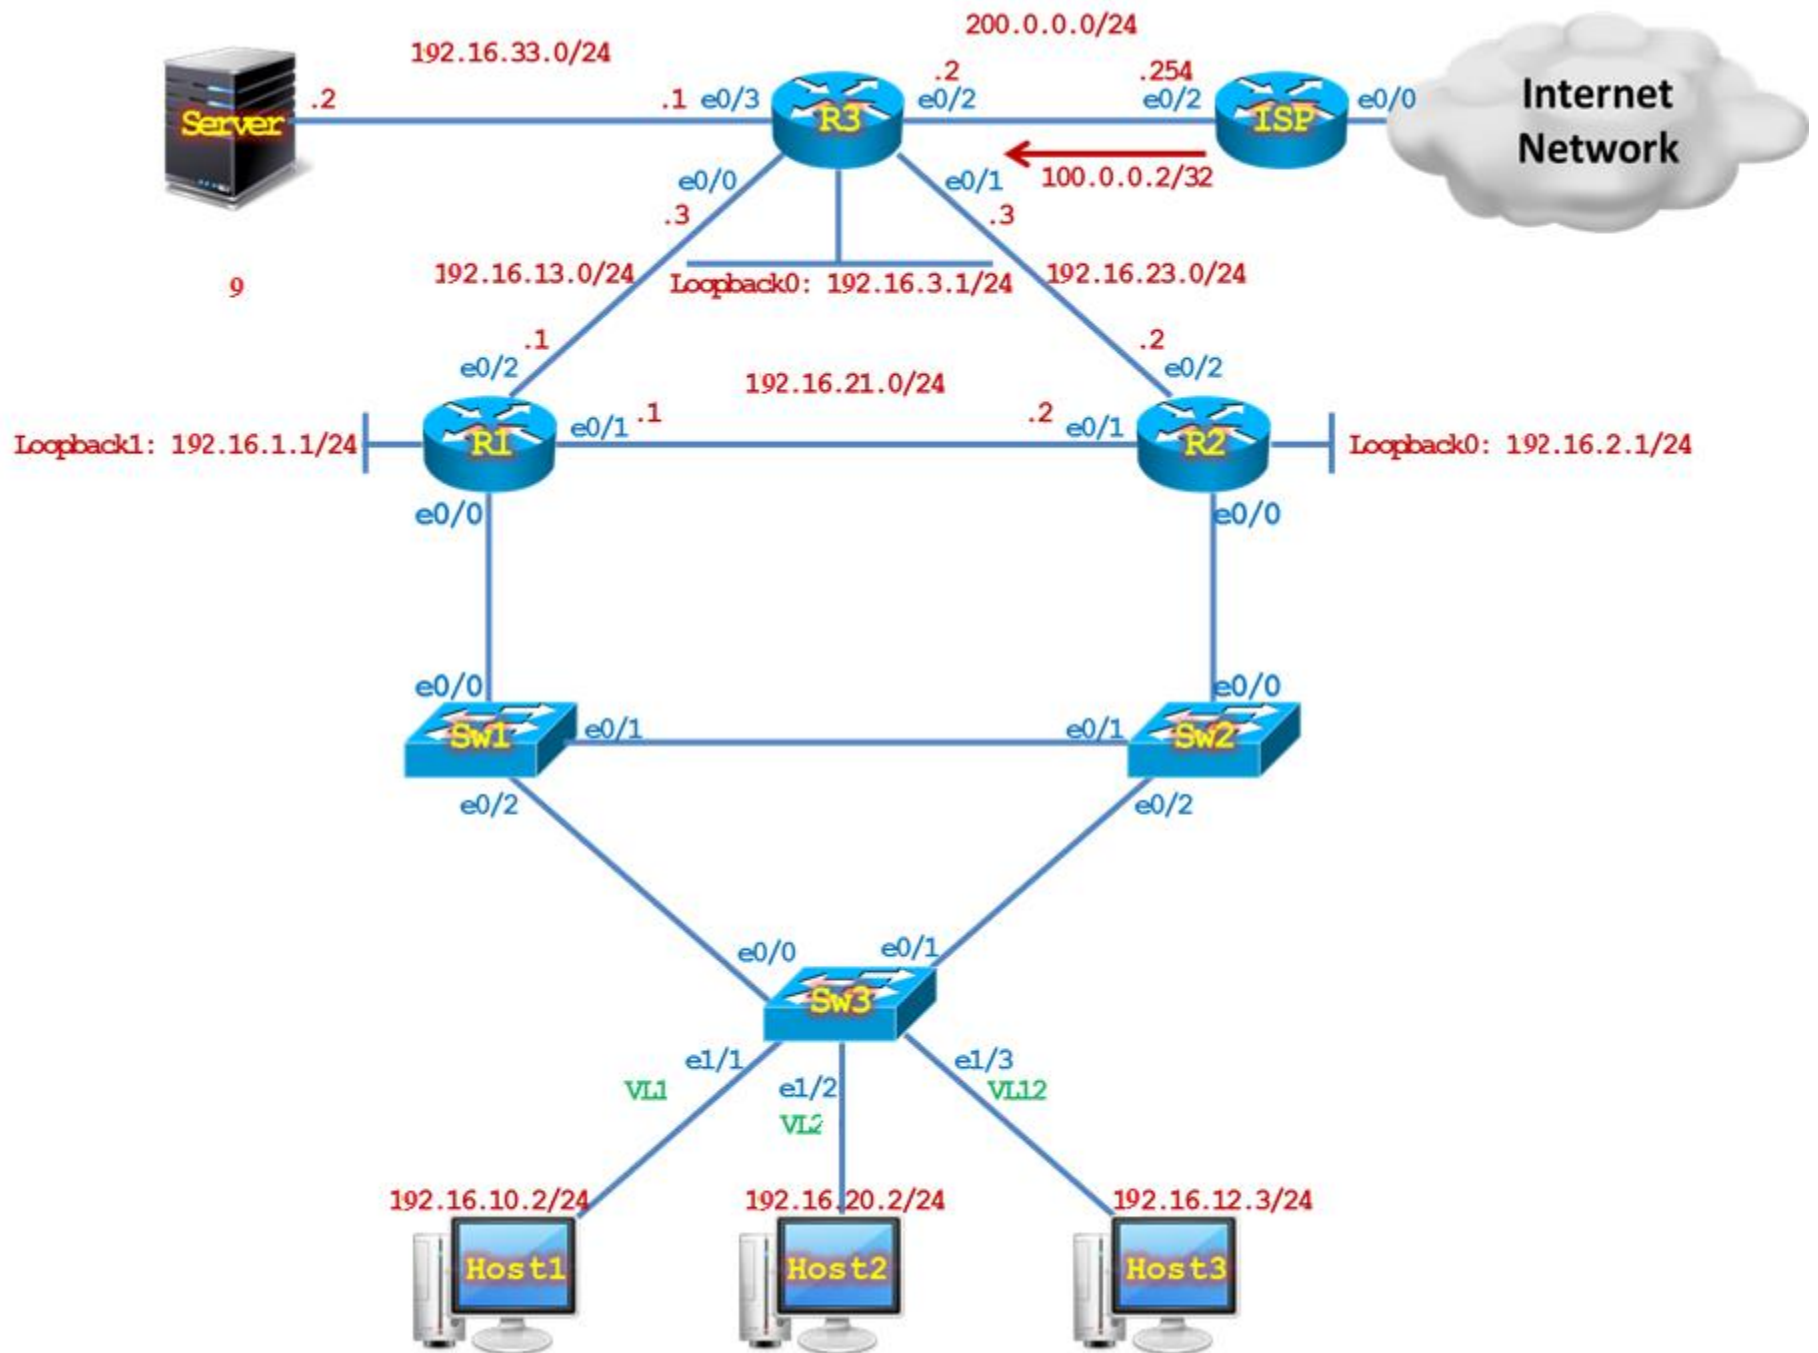 200.0.0.0/24
192.16.33.0/24
.2
.1
e0/3
R3
.2
e0/2
.254
e0/2
ISP
e0/0
Internet
Network
Server
100.0.0.2/32
e0/0
e0/1
.3
.3
192.16.13.0/24
Loopback0: 192.16.3.1/24
192.16.23.0/24
9
.1
.2
e0/2
e0/2
192.16.21.0/24
Loopback1: 192.16.1.1/24
R1
e0/1
.1
.2
e0/1
R2
Loopback0: 192.16.2.1/24
e0/0
e0/0
e0/0
e0/0
Sw1
e0/1
e0/1
Sw2
e0/2
e0/2
e0/0
e0/1
Sw3
e1/1
e1/2
e1/3
VL1
VL2
VL12
192.16.10.2/24
192.16.20.2/24
192.16.12.3/24
Host1
Host2
Host3